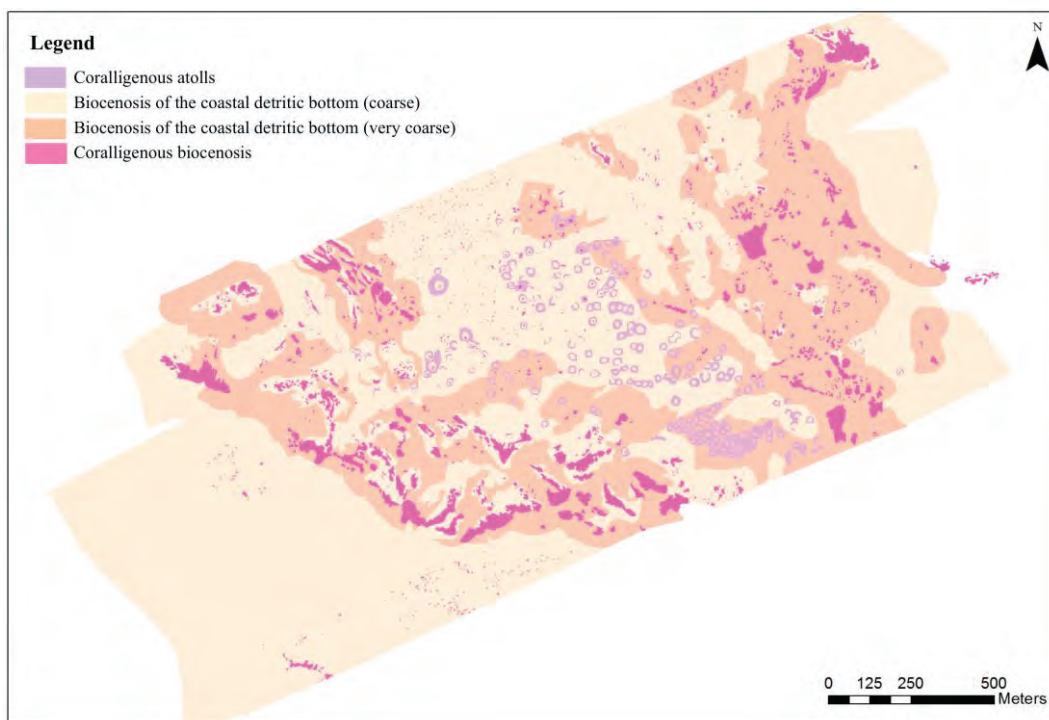 N
Legend
Coralligenous atolls
Biocenosis of the coastal detritic bottom (coarse)
Biocenosis of the coastal detritic bottom (very coarse)
Coralligenous biocenosis
0 125 250 500
Meters